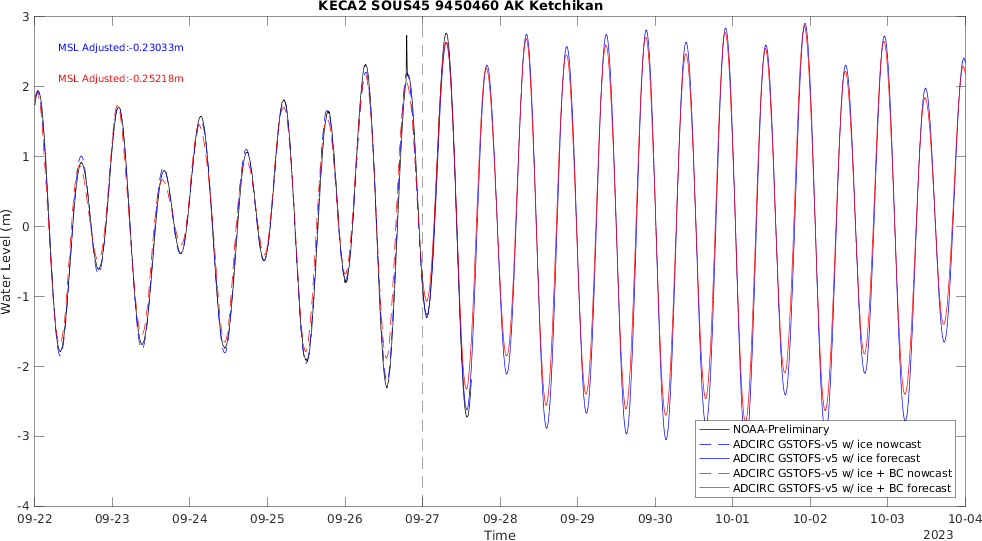 KECA2 SOUS45 9450460 AK Ketchikan
MSL Adjusted:-0.23033m
MSL Adjusted:-0.25218m
3
2
1
0
-1
-2
-3
-4
Water Level (m)
NOAA-Preliminary
ADCIRC GSTOFS-v5 w/ ice nowcast
ADCIRC GSTOFS-v5 w/ ice forecast
ADCIRC GSTOFS-v5 w/ ice + BC nowcast
ADCIRC GSTOFS-v5 w/ ice + BC forecast
09-22 09-23 09-24 09-25 09-26 09-27 09-28 09-29 09-30 10-01 10-02 10-03 10-04
Time
2023